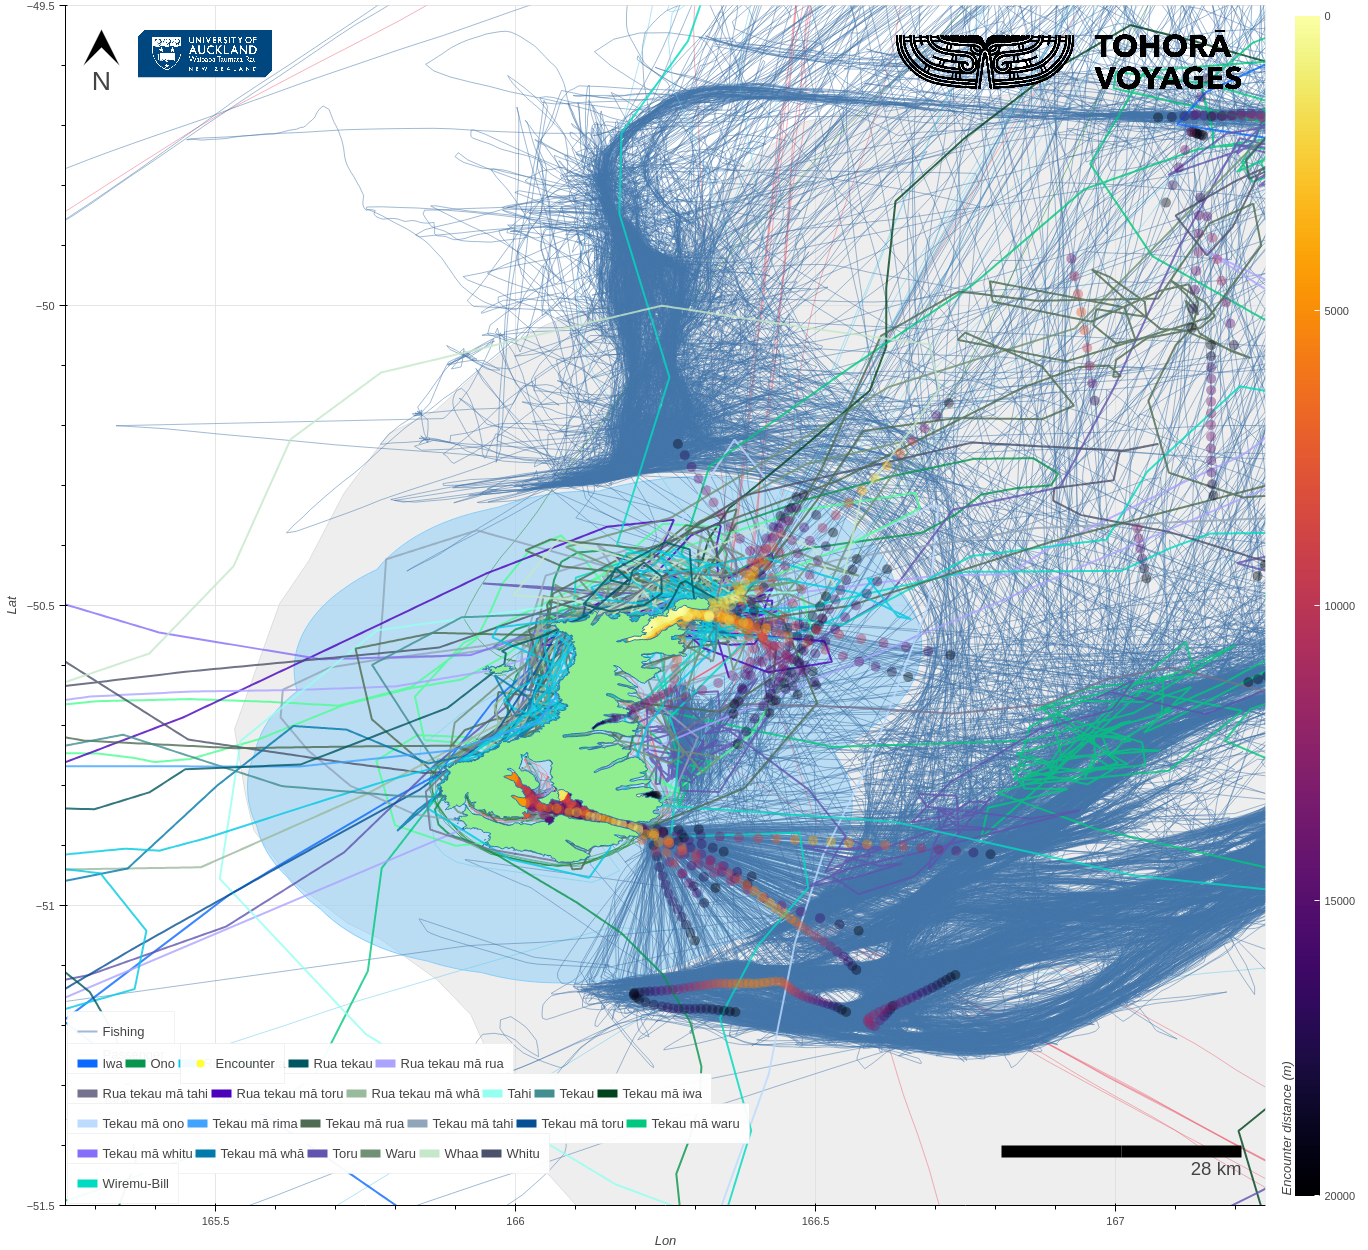 −49.5
N
UNIVERSITY OF
AUCKLAND
Waipapa Taumata Rau
NEW ZEALAND
TOHORĀ
VOYAGES
0
−50
5000
−50.5
10000
Lat
−51
15000
Fishing
Iwa Ono Encounter Rua tekau Rua tekau mā rua
Rua tekau mā tahi Rua tekau mā toru Rua tekau mā whā Tahi Tekau Tekau mā iwa
Tekau mā ono Tekau mā rima Tekau mā rua Tekau mā tahi Tekau mā toru Tekau mā waru
Tekau mā whitu Tekau mā whā Toru Waru Whaa Whitu
Wiremu-Bill
28 km
Encounter distance (m)
20000
−51.5
165.5 166 166.5 167
Lon